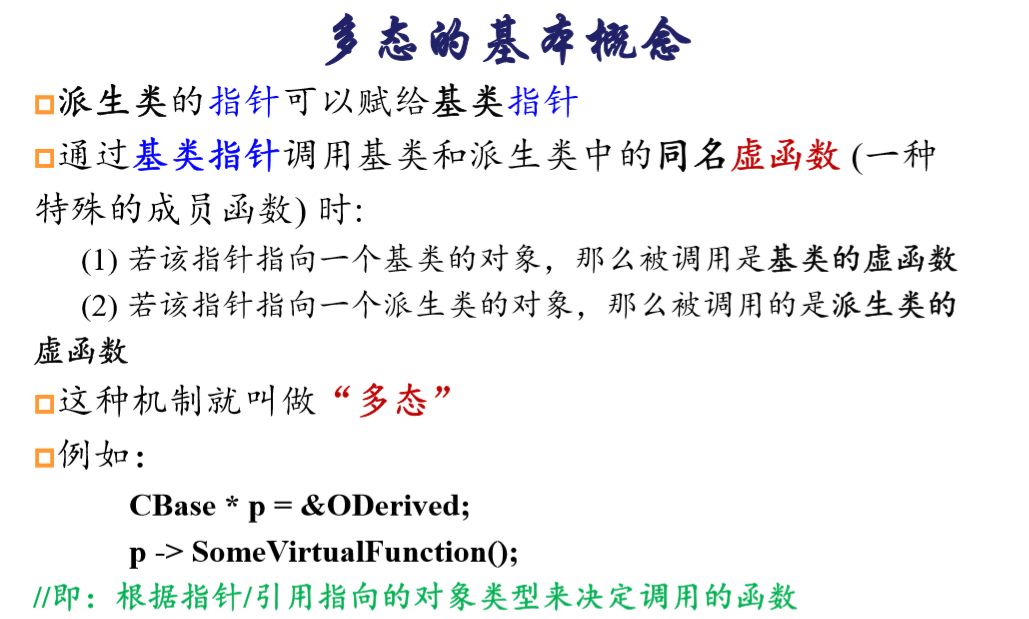 多态的基本概念
派生类的指针可以赋给基类指针
通过基类指针调用基类和派生类中的同名虚函数 (一种
特殊的成员函数) 时:
(1) 若该指针指向一个基类的对象，那么被调用是基类的虚函数
(2) 若该指针指向一个派生类的对象，那么被调用的是派生类的
虚函数
这种机制就叫做“多态”
例如：
CBase * p = &ODerived;
p -> SomeVirtualFunction();
//即：根据指针/引用指向的对象类型来决定调用的函数